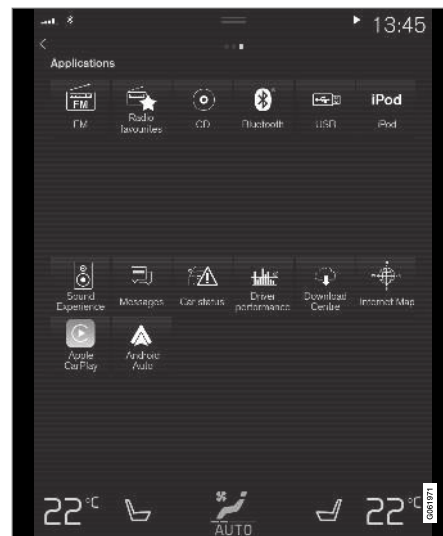 13:45
Applications
FM
FM
Radio
favourites
CD
Bluetooth
USB
iPod
iPod
Sound
Experience
Messages
Car status
Driver
performance
Download
Centre
Internet Map
Apple
CarPlay
Android
Auto
22°C
AUTO
22°C
G061971